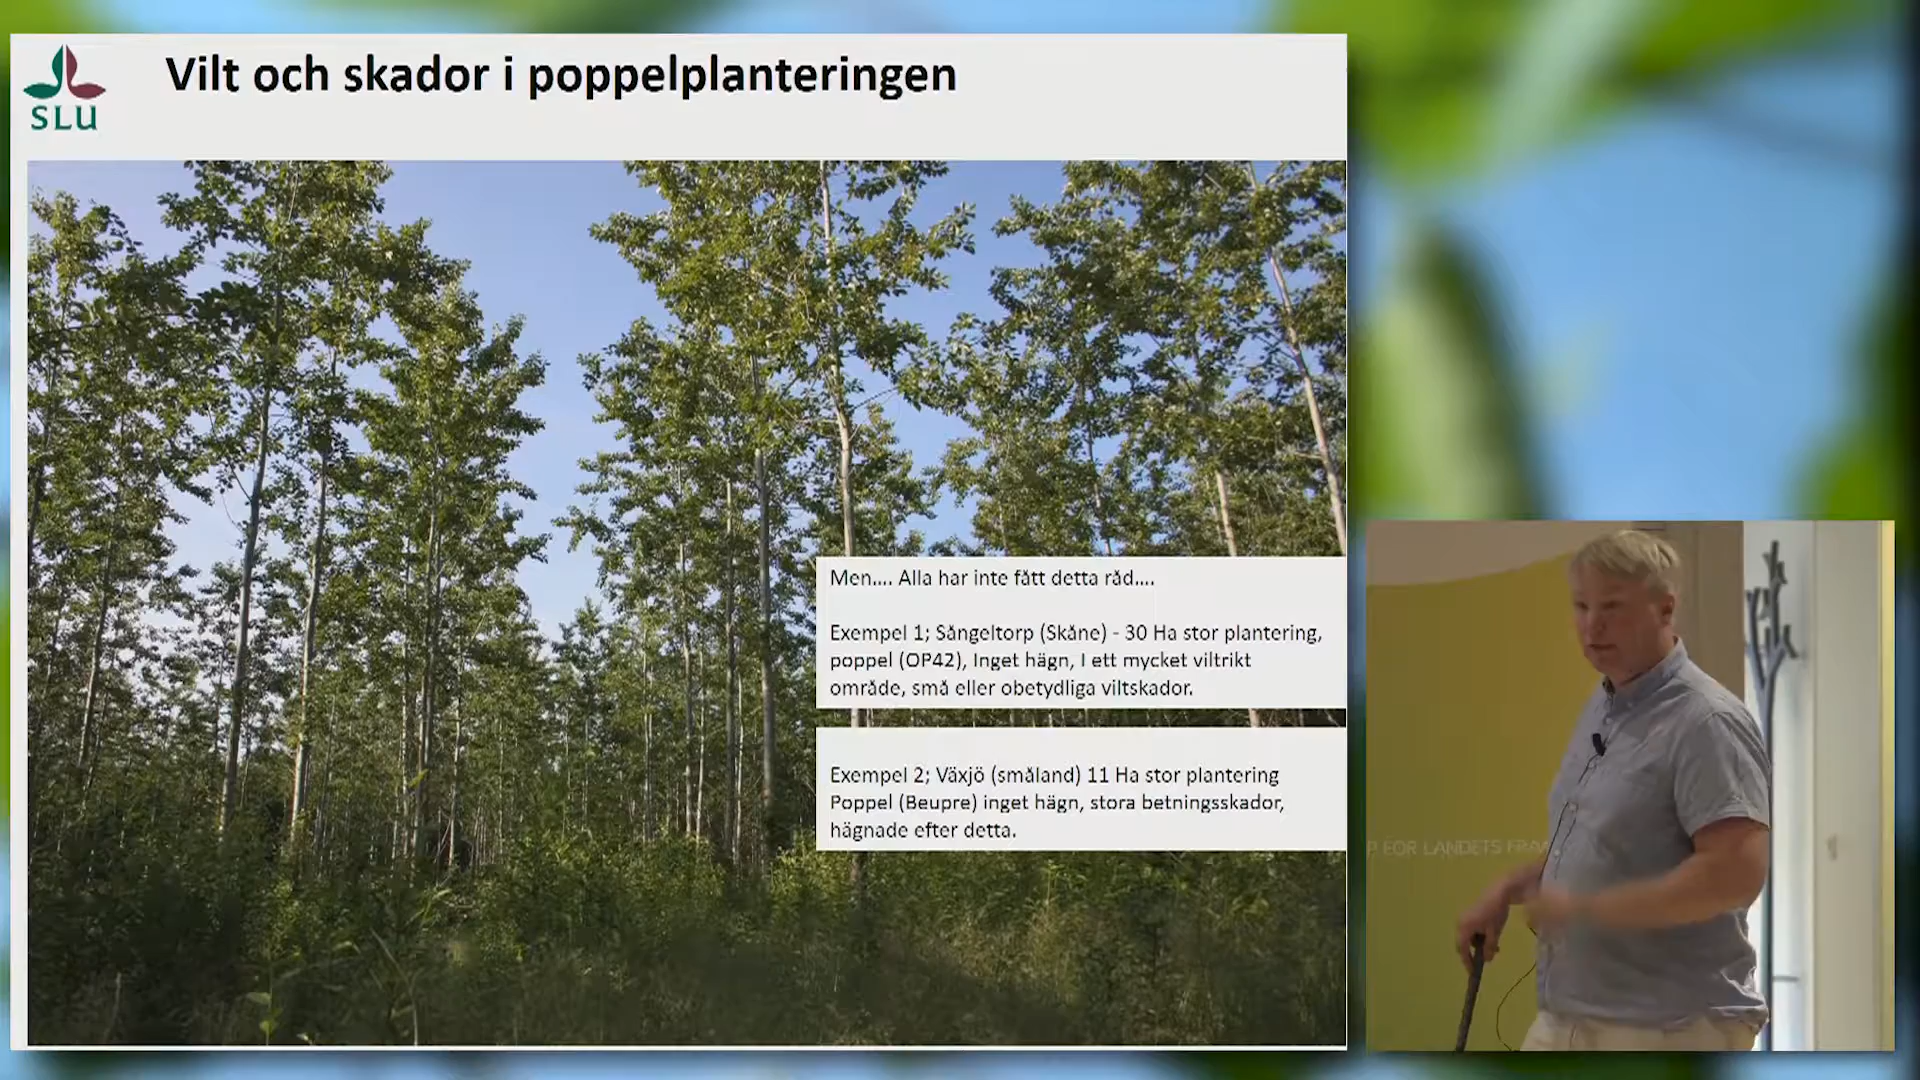 SLU
Vilt och skador i poppelplanteringen
Men.... Alla har inte fått detta råd....
Exempel 1; Sångeltorp (Skåne) - 30 Ha stor plantering,
poppel (OP42), Inget hägn, I ett mycket viltrikt
område, små eller obetydliga viltskador.
Exempel 2; Växjö (småland) 11 Ha stor plantering
Poppel (Beupre) inget hägn, stora betningsskador,
hägnade efter detta.
FÖR LANDETS